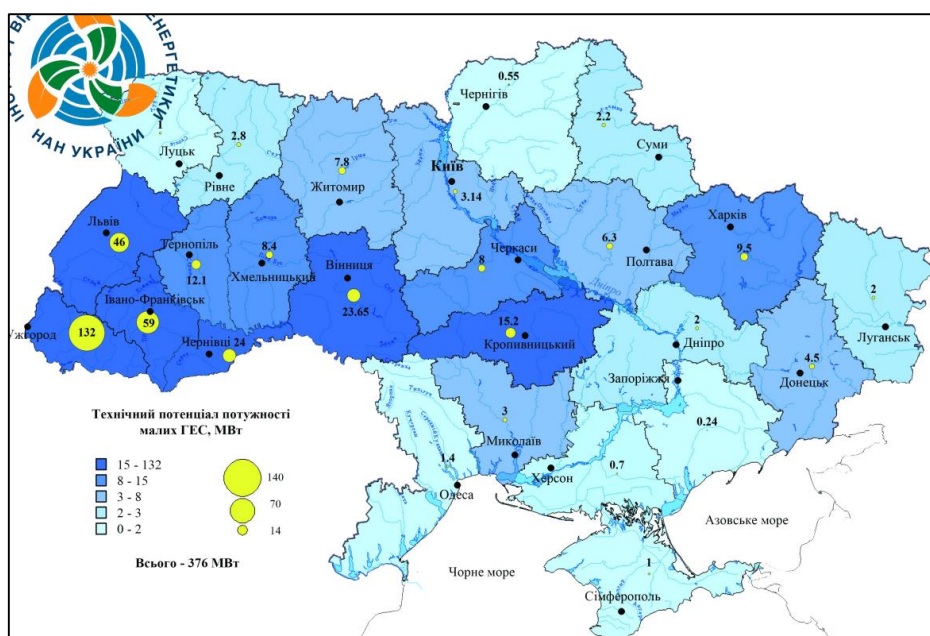 ЕНЕРГЕТИКИ
НАН УКРАЇНИ
0.55
Чернігів
2.2
Суми
Луцьк
2.8
Рівне
7.8
Житомир
Київ
3.14
Львів
46
Тернопіль
12.1
8.4
Хмельницький
Вінниця
23.65
Черкаси
8
6.3
Полтава
Харків
9.5
Дніпро
2
Луганськ
Ужгород
132
Івано-Франківськ
59
Чернівці
24
15.2
Кропивницький
2
Дніпро
Запоріжжя
4.5
Донецьк
0.24
3
Миколаїв
Херсон
0.7
1.4
Одеса
Азовське море
Чорне море
1
Сімферополь
Технічний потенціал потужності
малих ГЕС, МВт
15 - 132
8 - 15
3 - 8
2 - 3
0 - 2
140
70
14
Всього - 376 МВт